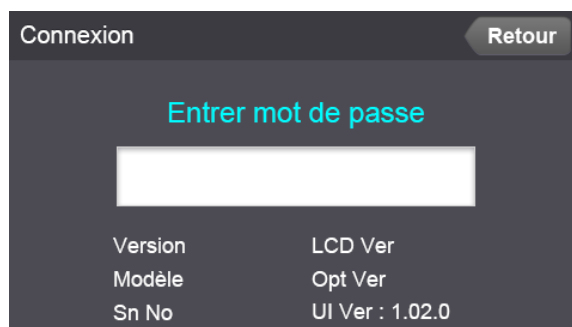 Connexion Retour
Entrer mot de passe
Version LCD Ver
Modèle Opt Ver
Sn No UI Ver : 1.02.0